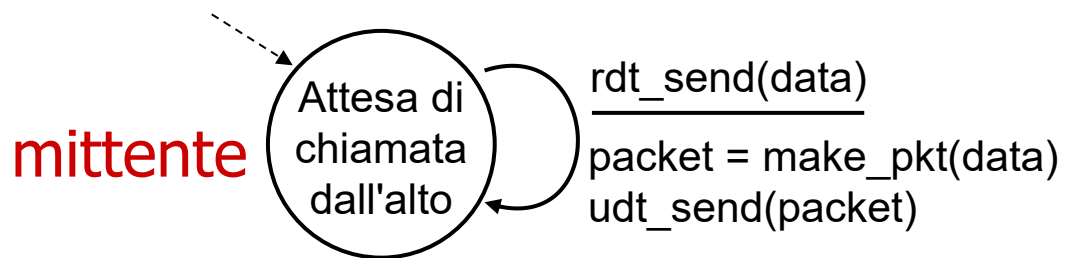 mittente
Attesa di
chiamata
dall'alto
rdt_send(data)
packet = make_pkt(data)
udt_send(packet)